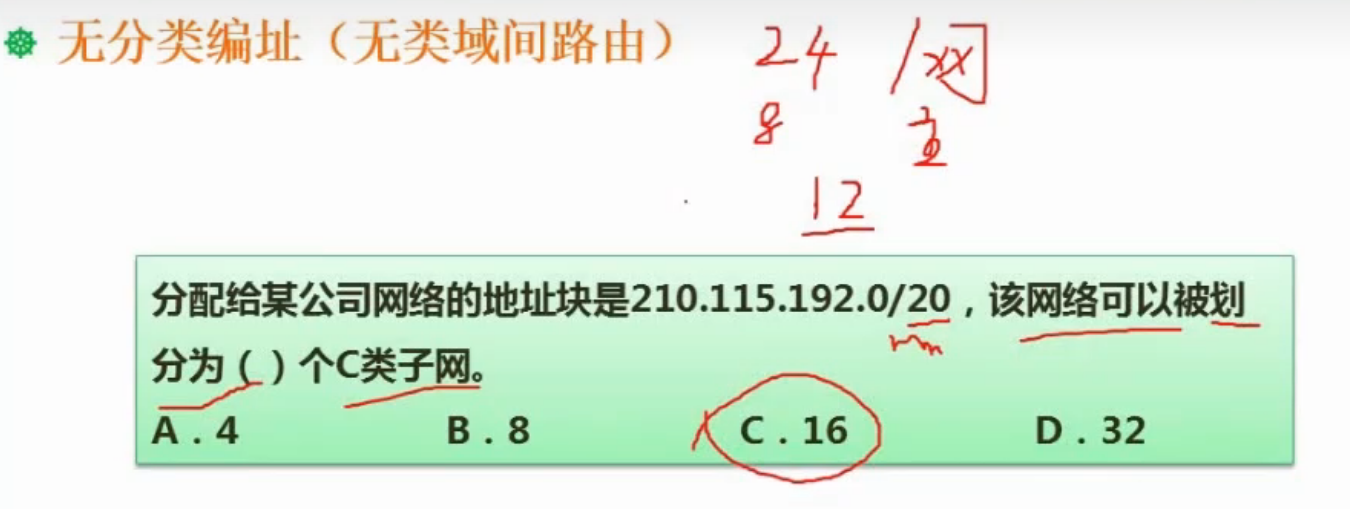 无分类编址（无类域间路由）
24 /xx 网
8 主
12
分配给某公司网络的地址块是210.115.192.0/20，该网络可以被划
分为（ ）个C类子网。
A．4 B．8 C．16 D．32